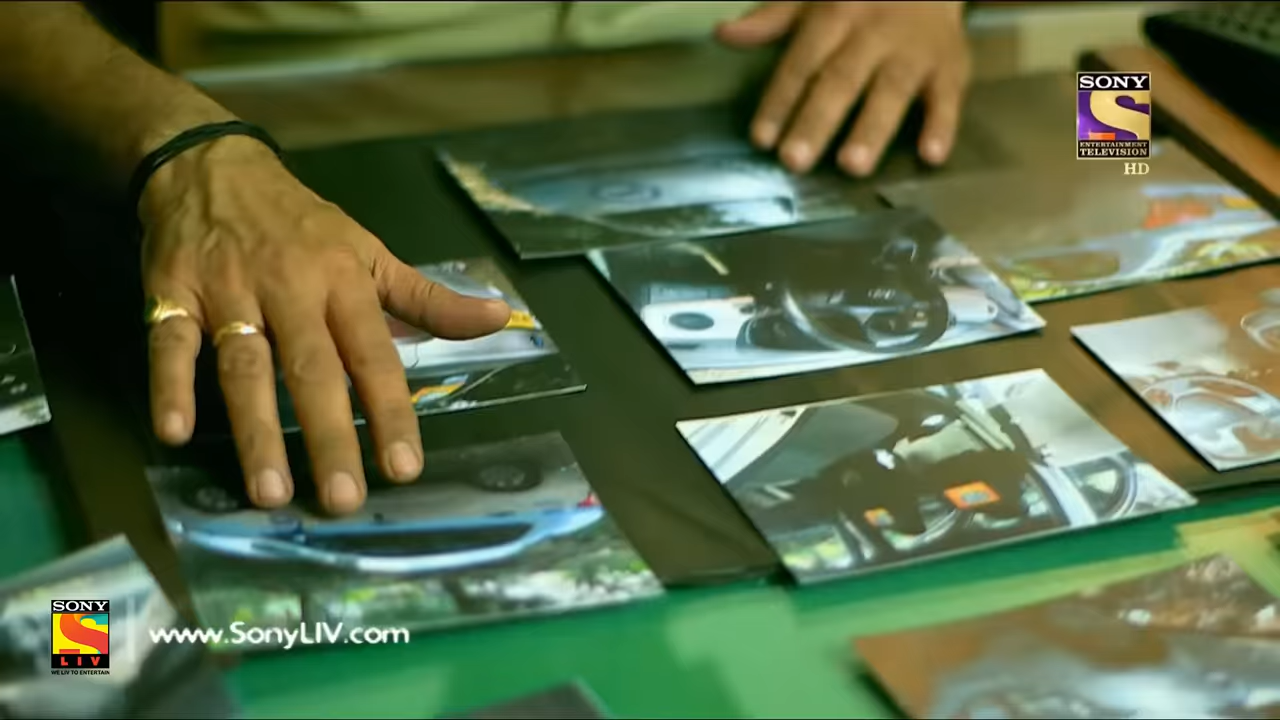 SONY
ENTERTAINMENT
TELEVISION
HD
SONY
LIV
WE LIV TO ENTERTAIN
www.SonyLIV.com